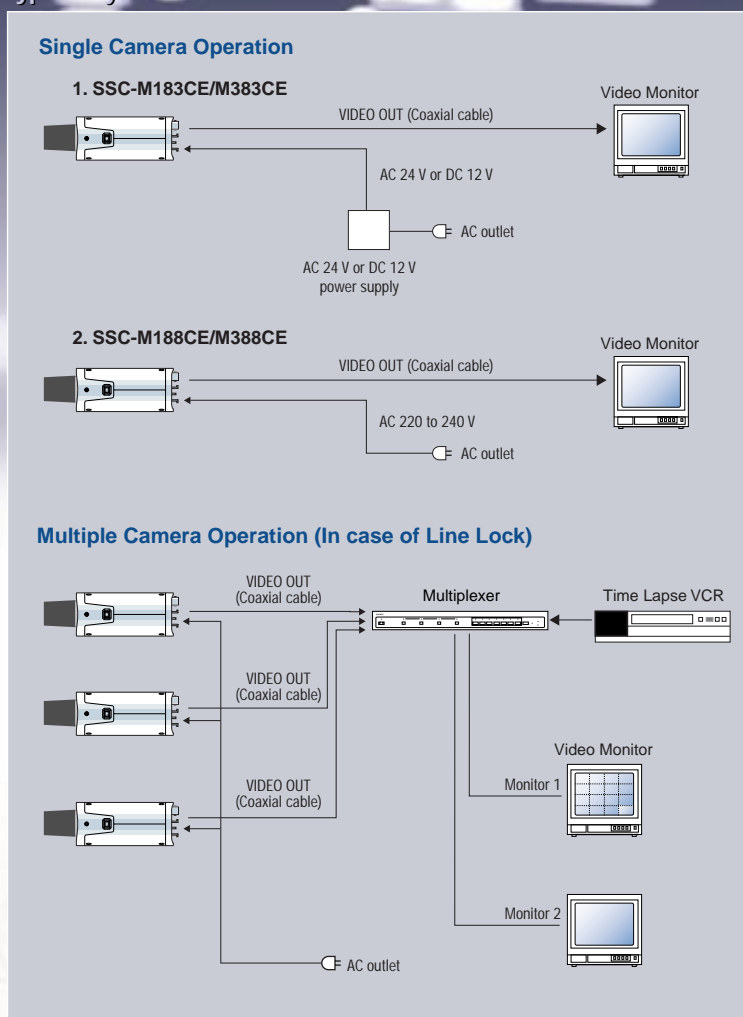 Single Camera Operation
1. SSC-M183CE/M383CE
Video Monitor
VIDEO OUT (Coaxial cable)
AC 24 V or DC 12 V
AC outlet
AC 24 V or DC 12 V
power supply
2. SSC-M188CE/M388CE
Video Monitor
VIDEO OUT (Coaxial cable)
AC 220 to 240 V
AC outlet
Multiple Camera Operation (In case of Line Lock)
VIDEO OUT
(Coaxial cable)
Multiplexer
Time Lapse VCR
VIDEO OUT
(Coaxial cable)
Video Monitor
VIDEO OUT
(Coaxial cable)
Monitor 1
Monitor 2
AC outlet